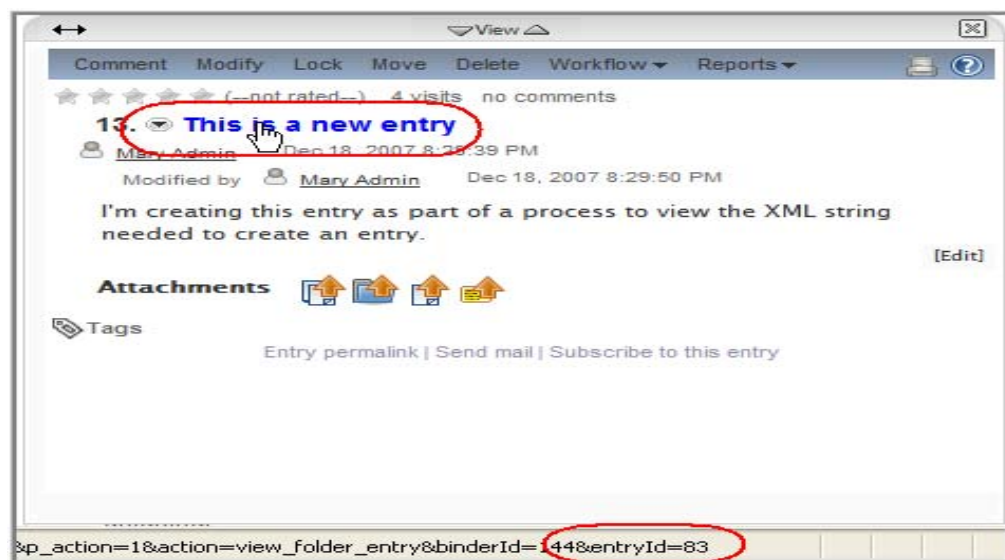 View
Comment Modify Lock Move Delete Workflow Reports
(--not rated--) 4 visits no comments
13. This is a new entry
Mary Admin Dec 18, 2007 8:28:39 PM
Modified by Mary Admin Dec 18, 2007 8:29:50 PM
I'm creating this entry as part of a process to view the XML string
needed to create an entry.
[Edit]
Attachments
Tags
Entry permalink | Send mail | Subscribe to this entry
&p_action=1&action=view_folder_entry&binderId=144&entryId=83